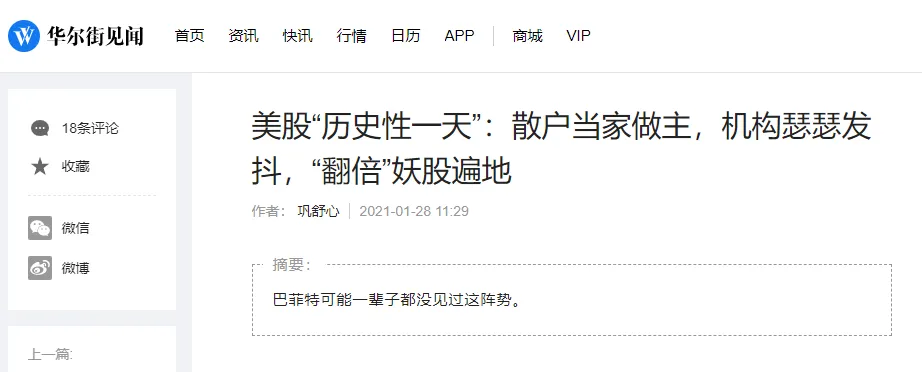 华尔街见闻 首页 资讯 快讯 行情 日历 APP 商城 VIP
18条评论
收藏
微信
微博
上一篇:
美股“历史性一天”：散户当家做主，机构瑟瑟发
抖，“翻倍”妖股遍地
作者： 巩舒心 2021-01-28 11:29
摘要：
巴菲特可能一辈子都没见过这阵势。